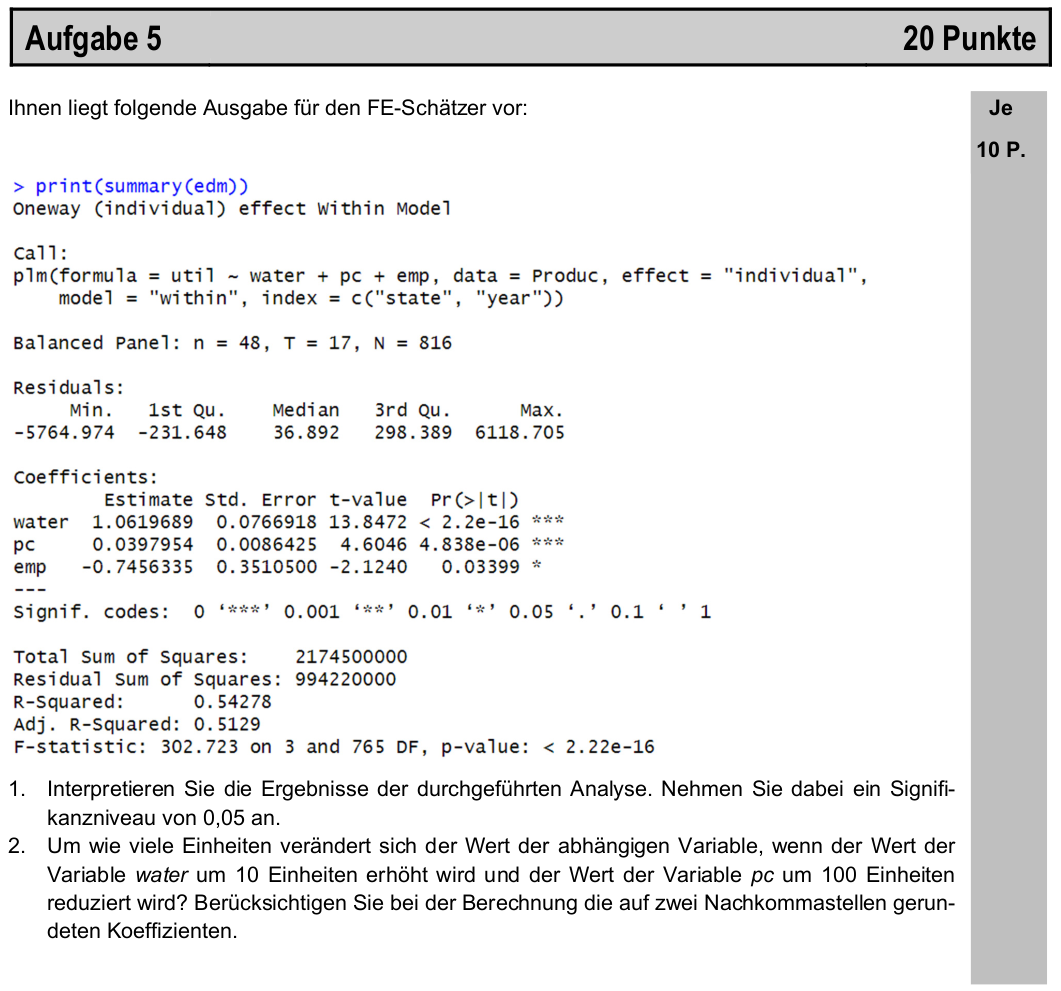 Aufgabe 5 20 Punkte
Ihnen liegt folgende Ausgabe für den FE-Schätzer vor:
Je
10 P.
> print(summary(edm))
Oneway (individual) effect Within Model
Call:
plm(formula = util ~ water + pc + emp, data = Produc, effect = "individual",
    model = "within", index = c("state", "year"))
Balanced Panel: n = 48, T = 17, N = 816
Residuals:
     Min.   1st Qu.    Median   3rd Qu.      Max.
-5764.974  -231.648    36.892   298.389  6118.705
Coefficients:
        Estimate Std. Error t-value  Pr(>|t|)
water  1.0619689  0.0766918 13.8472 < 2.2e-16 ***
pc     0.0397954  0.0086425  4.6046 4.838e-06 ***
emp   -0.7456335  0.3510500 -2.1240   0.03399 *
---
Signif. codes:  0 ‘***’ 0.001 ‘**’ 0.01 ‘*’ 0.05 ‘.’ 0.1 ‘ ’ 1
Total Sum of Squares:    2174500000
Residual Sum of Squares: 994220000
R-Squared:      0.54278
Adj. R-Squared: 0.5129
F-statistic: 302.723 on 3 and 765 DF, p-value: < 2.22e-16
1. Interpretieren Sie die Ergebnisse der durchgeführten Analyse. Nehmen Sie dabei ein Signifi-
kanzniveau von 0,05 an.
2. Um wie viele Einheiten verändert sich der Wert der abhängigen Variable, wenn der Wert der
Variable water um 10 Einheiten erhöht wird und der Wert der Variable pc um 100 Einheiten
reduziert wird? Berücksichtigen Sie bei der Berechnung die auf zwei Nachkommastellen gerun-
deten Koeffizienten.